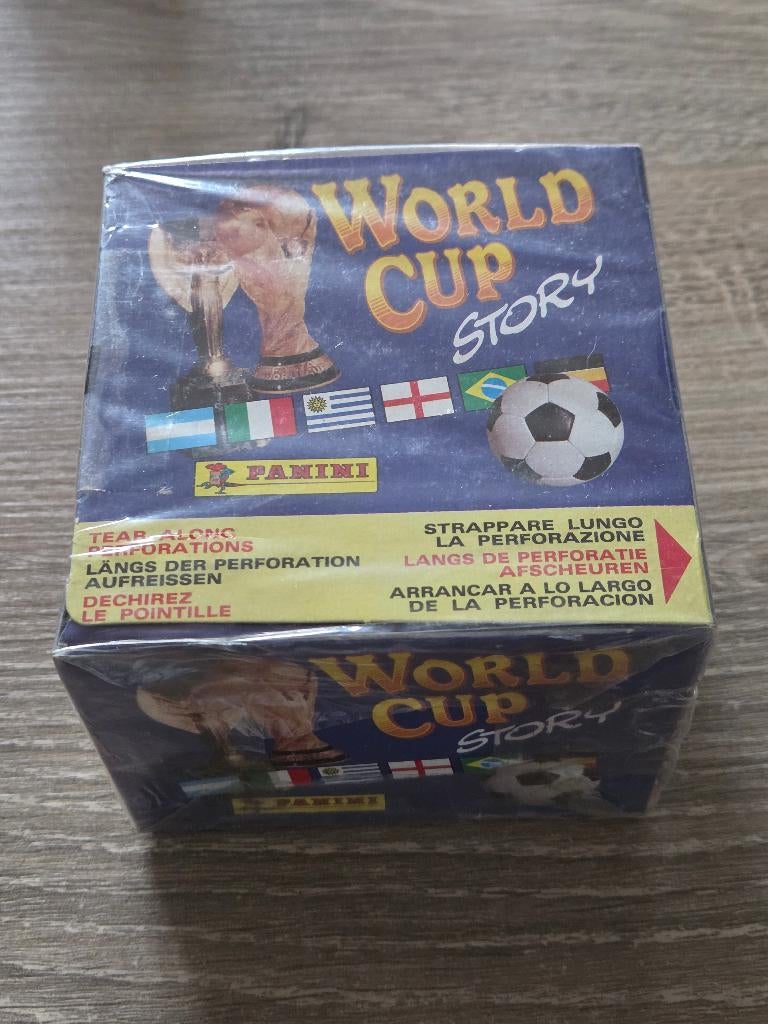 WORLD
CUP
STORY
PANINI
TEAR ALONG
PERFORATIONS
LÄNGS DER PERFORATION
AUFREISSEN
DECHIREZ
LE POINTILLE
STRAPPARE LUNGO
LA PERFORAZIONE
LANGS DE PERFORATIE
AFSCHEUREN
ARRANCAR A LO LARGO
DE LA PERFORACION
WORLD
CUP
STORY
PANINI